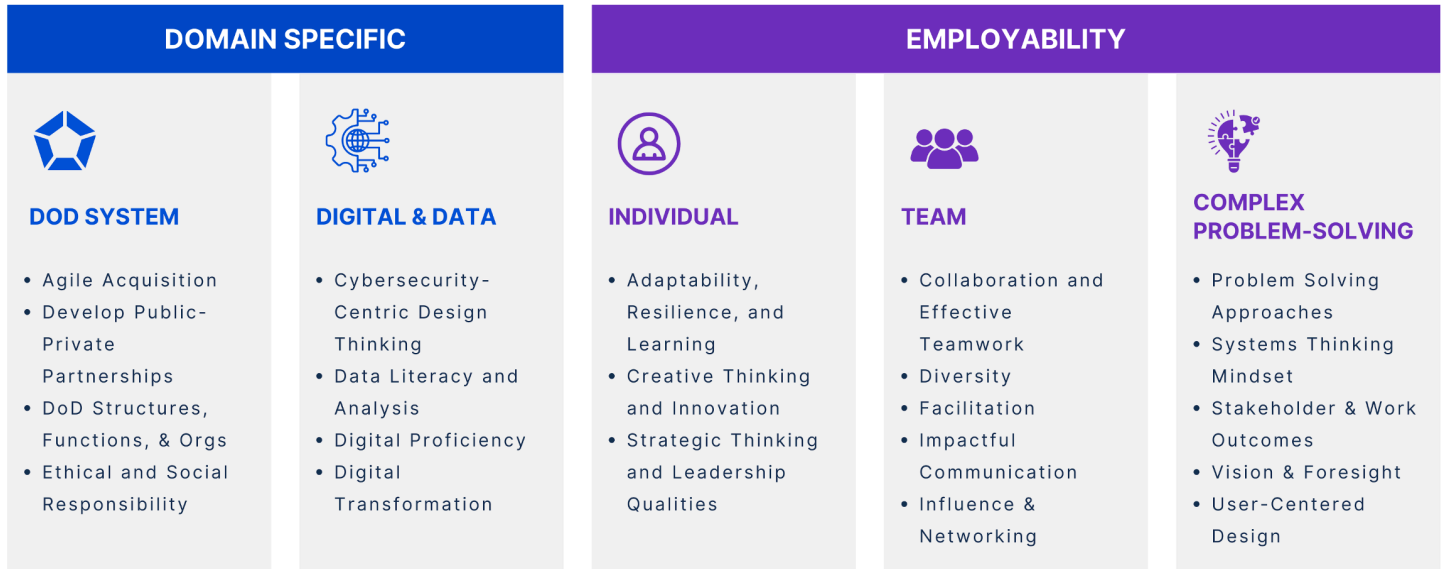 DOMAIN SPECIFIC
EMPLOYABILITY
DOD SYSTEM
• Agile Acquisition
• Develop Public-
Private
Partnerships
• DoD Structures,
Functions, & Orgs
• Ethical and Social
Responsibility
DIGITAL & DATA
• Cybersecurity-
Centric Design
Thinking
• Data Literacy and
Analysis
• Digital Proficiency
• Digital
Transformation
INDIVIDUAL
• Adaptability,
Resilience, and
Learning
• Creative Thinking
and Innovation
• Strategic Thinking
and Leadership
Qualities
TEAM
• Collaboration and
Effective
Teamwork
• Diversity
• Facilitation
• Impactful
Communication
• Influence &
Networking
COMPLEX
PROBLEM-SOLVING
• Problem Solving
Approaches
• Systems Thinking
Mindset
• Stakeholder & Work
Outcomes
• Vision & Foresight
• User-Centered
Design